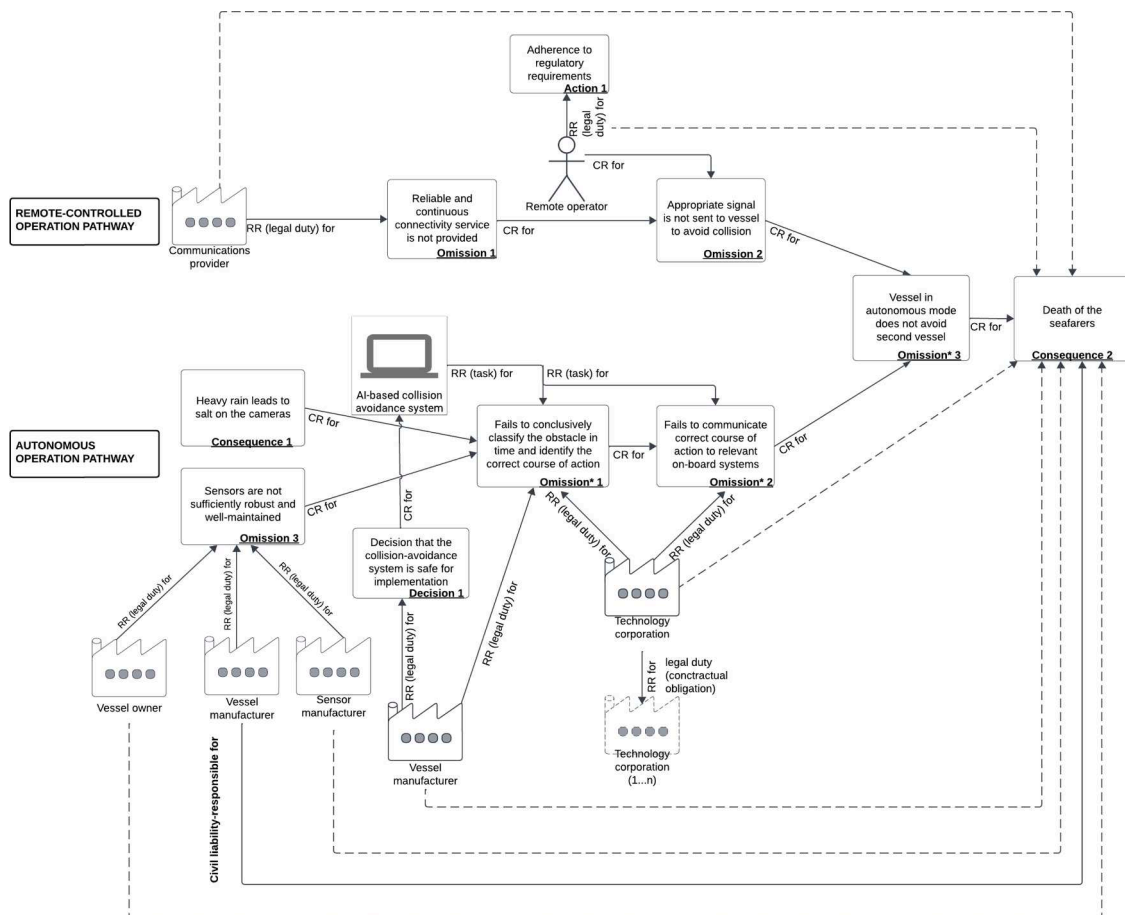 Adherence to
regulatory
requirements
Action 1
RR
(legal
duty) for
CR for
Remote operator
REMOTE-CONTROLLED
OPERATION PATHWAY
Communications
provider
RR (legal duty) for
Reliable and
continuous
connectivity service
is not provided
Omission 1
CR for
Appropriate signal
is not sent to vessel
to avoid collision
Omission 2
CR for
Vessel in
autonomous mode
does not avoid
second vessel
Omission* 3
CR for
Death of the
seafarers
Consequence 2
AUTONOMOUS
OPERATION PATHWAY
Heavy rain leads to
salt on the cameras
Consequence 1
CR for
AI-based collision
avoidance system
RR (task) for
RR (task) for
Fails to conclusively
classify the obstacle in
time and identify the
correct course of action
Omission* 1
CR for
Fails to communicate
correct course of
action to relevant
on-board systems
Omission* 2
CR for
Sensors are not
sufficiently robust and
well-maintained
Omission 3
CR for
CR for
Decision that the
collision-avoidance
system is safe for
implementation
Decision 1
RR (legal duty) for
RR (legal duty) for
RR (legal duty) for
RR (legal duty) for
RR (legal duty) for
RR (legal duty) for
RR (legal duty) for
Vessel owner
Vessel
manufacturer
Sensor
manufacturer
Vessel
manufacturer
Technology
corporation
RR for
legal duty
(conctractual
obligation)
Technology
corporation
(1...n)
Civil liability-responsible for